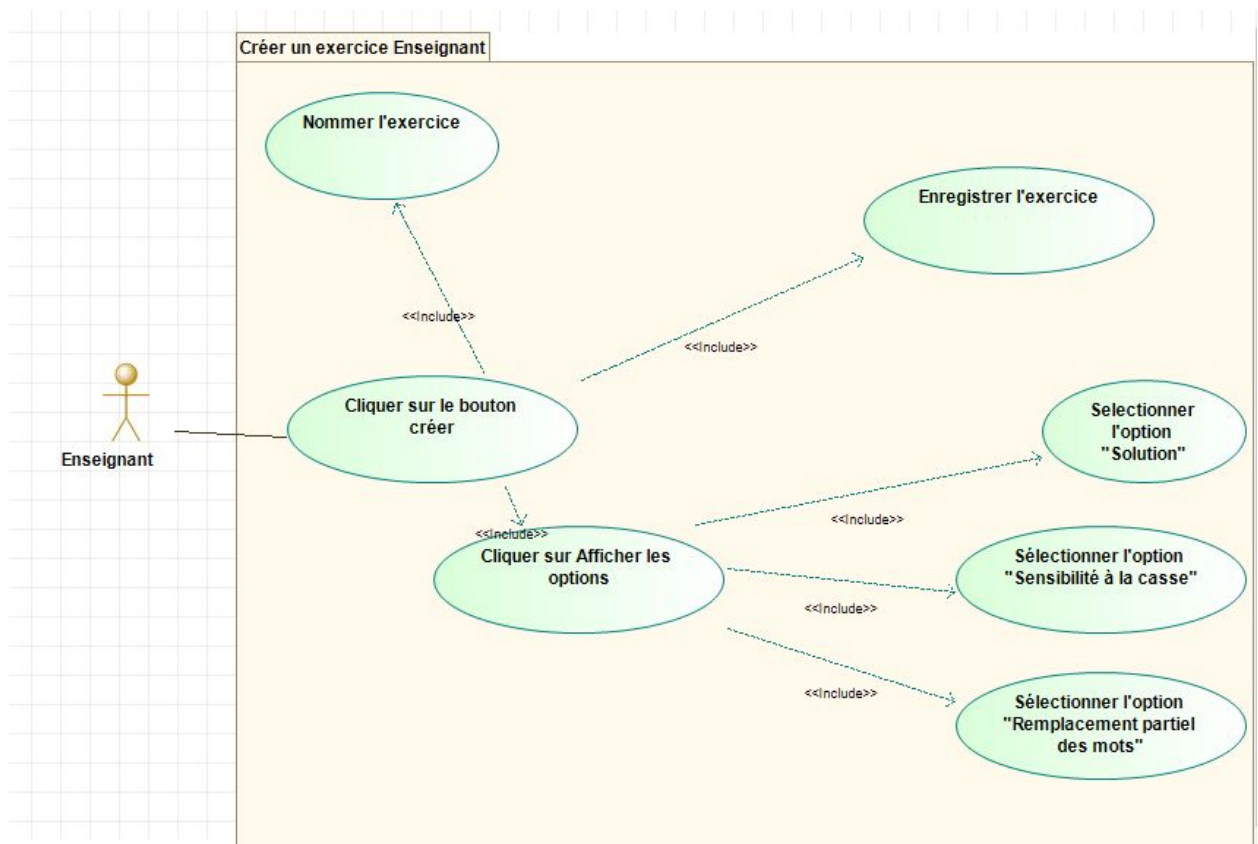 Créer un exercice Enseignant
Nommer l'exercice
Enregistrer l'exercice
<<Include>>
<<Include>>
Cliquer sur le bouton
créer
Enseignant
Selectionner
l'option
"Solution"
<<Include>>
<<Include>>
Cliquer sur Afficher les
options
Sélectionner l'option
"Sensibilité à la casse"
<<Include>>
<<Include>>
Sélectionner l'option
"Remplacement partiel
des mots"